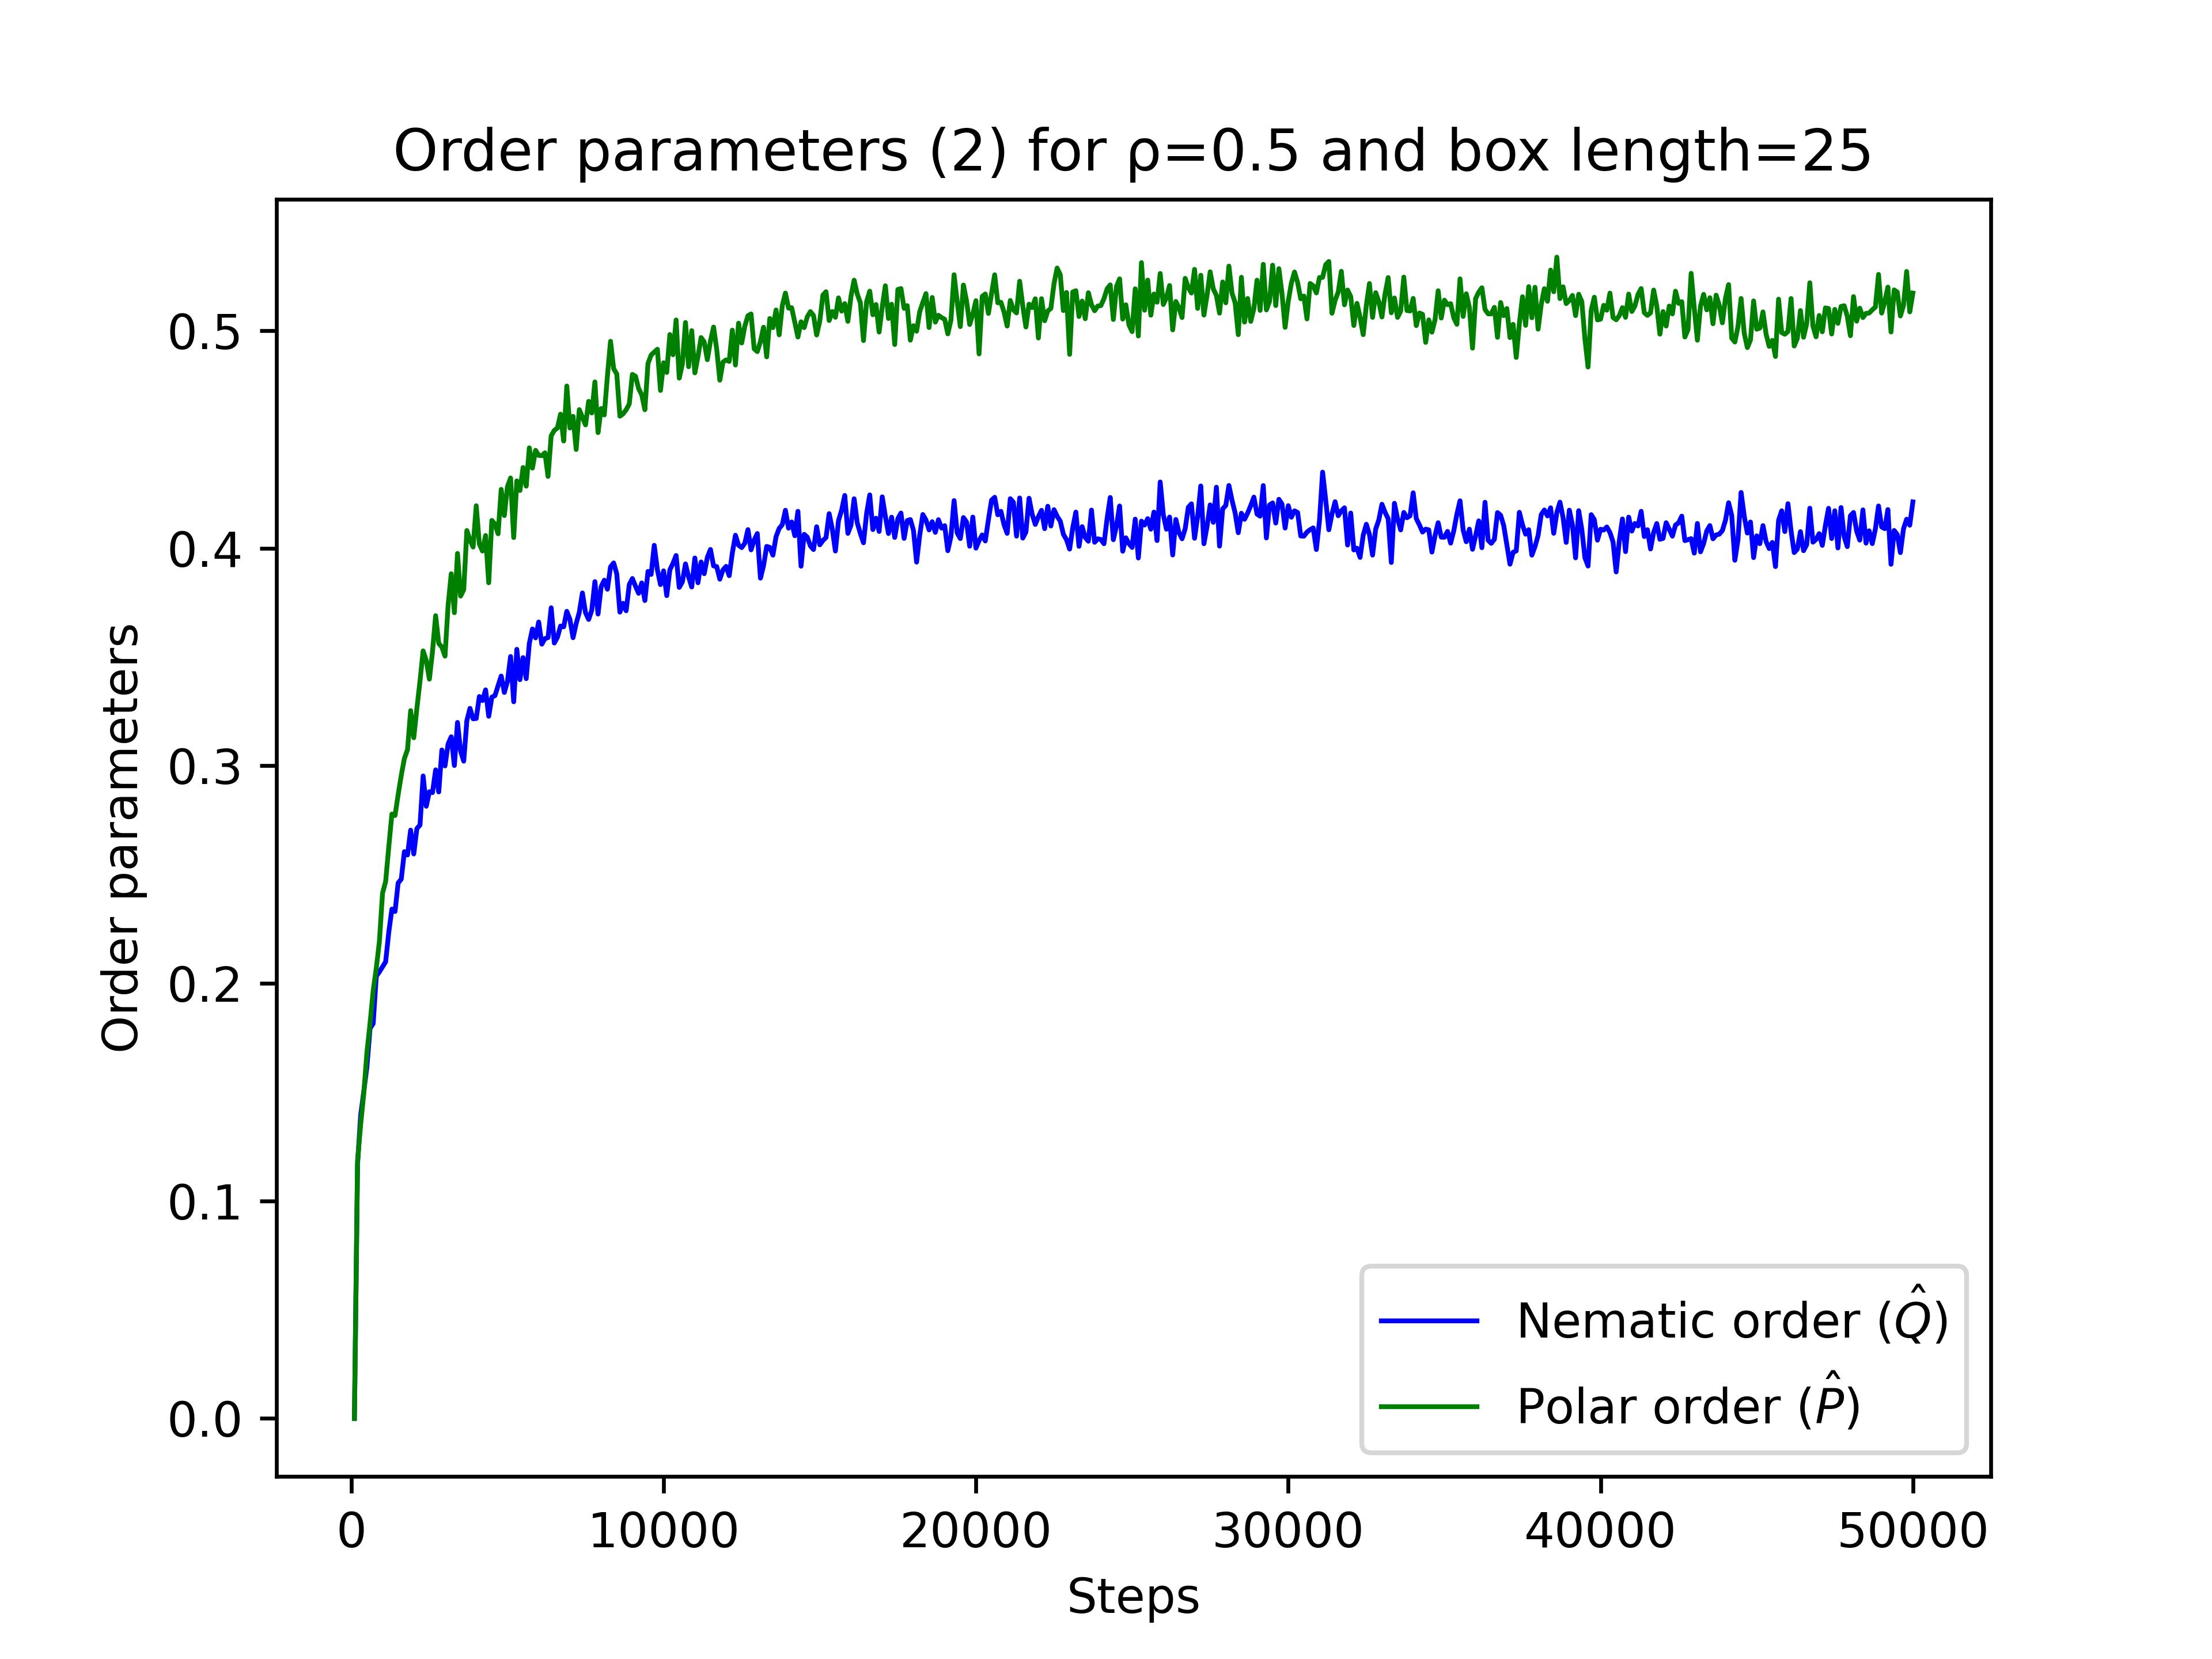 Order parameters (2) for ρ=0.5 and box length=25
Order parameters
0.5
0.4
0.3
0.2
0.1
0.0
Nematic order (Q̂)
Polar order (P̂)
0 10000 20000 30000 40000 50000
Steps